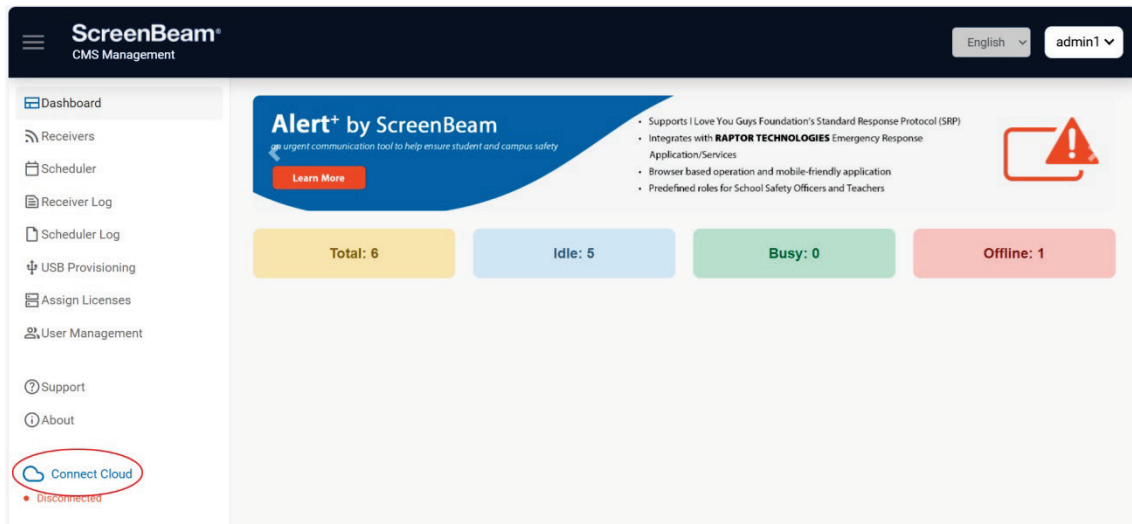 ScreenBeam®
CMS Management
English
admin1
Dashboard
Receivers
Scheduler
Receiver Log
Scheduler Log
USB Provisioning
Assign Licenses
User Management
Support
About
Connect Cloud
Disconnected
Alert+ by ScreenBeam
an urgent communication tool to help ensure student and campus safety
Learn More
• Supports I Love You Guys Foundation's Standard Response Protocol (SRP)
• Integrates with RAPTOR TECHNOLOGIES Emergency Response
Application/Services
• Browser based operation and mobile-friendly application
• Predefined roles for School Safety Officers and Teachers
Total: 6
Idle: 5
Busy: 0
Offline: 1